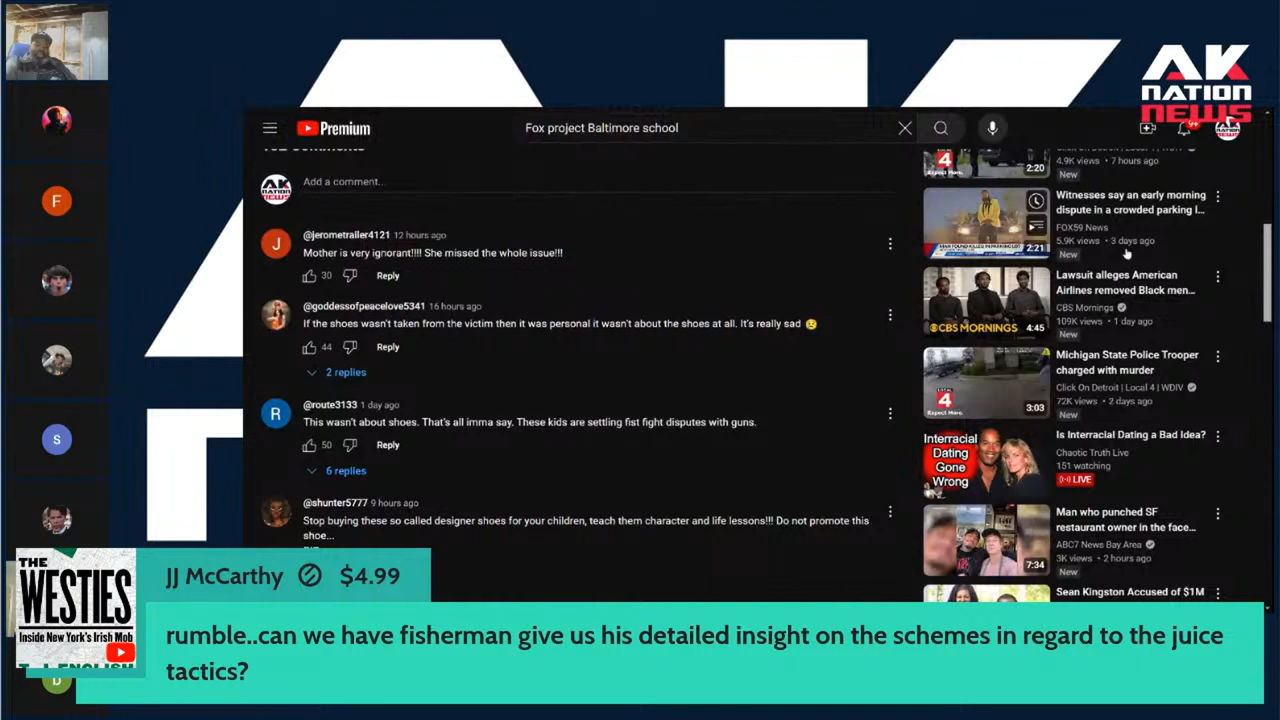 AK
NATION
NEWS
Premium
Fox project Baltimore school
9+
Add a comment...
@jerometraller4121 12 hours ago
Mother is very ignorant!!!! She missed the whole issue!!!
30 Reply
@goddessofpeacelove5341 16 hours ago
If the shoes wasn't taken from the victim then it was personal it wasn't about the shoes at all. It's really sad 😢
44 Reply
2 replies
@route3133 1 day ago
This wasn't about shoes. That's all imma say. These kids are settling fist fight disputes with guns.
50 Reply
6 replies
@shunter5777 9 hours ago
Stop buying these so called designer shoes for your children, teach them character and life lessons!!! Do not promote this
shoe...
4
2:20
4.9K views • 7 hours ago
New
2:21
Witnesses say an early morning
dispute in a crowded parking l...
FOX59 News
5.9K views • 3 days ago
New
CBS MORNINGS
4:45
Lawsuit alleges American
Airlines removed Black men...
CBS Mornings
109K views • 1 day ago
New
4
Expect More.
3:03
Michigan State Police Trooper
charged with murder
Click On Detroit | Local 4 | WDIV
72K views • 2 days ago
New
Interracial
Dating
Gone
Wrong
Is Interracial Dating a Bad Idea?
Chaotic Truth Live
151 watching
LIVE
7:34
Man who punched SF
restaurant owner in the face...
ABC7 News Bay Area
3K views • 2 hours ago
New
Sean Kingston Accused of $1M
F
S
J
R
THE
WESTIES
Inside New York's Irish Mob
T. J. ENGLISH
JJ McCarthy $4.99
rumble..can we have fisherman give us his detailed insight on the schemes in regard to the juice
tactics?